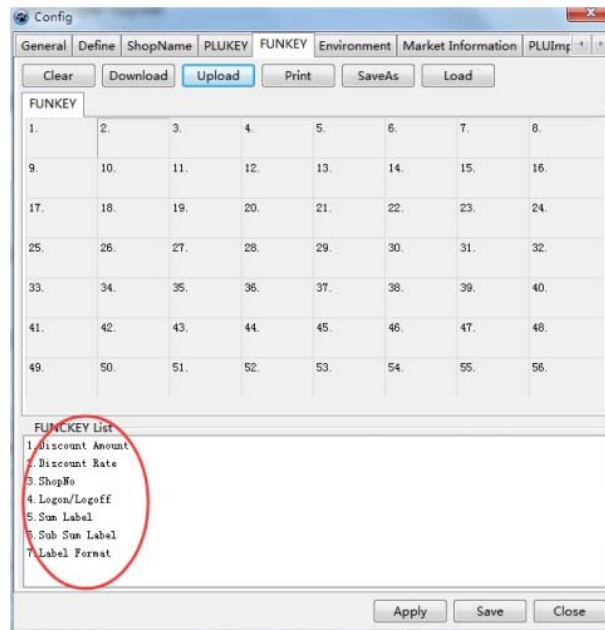 Config
General Define ShopName PLUKEY FUNKEY Environment Market Information PLUImp
Clear Download Upload Print SaveAs Load
FUNKEY
1. 2. 3. 4. 5. 6. 7. 8.
9. 10. 11. 12. 13. 14. 15. 16.
17. 18. 19. 20. 21. 22. 23. 24.
25. 26. 27. 28. 29. 30. 31. 32.
33. 34. 35. 36. 37. 38. 39. 40.
41. 42. 43. 44. 45. 46. 47. 48.
49. 50. 51. 52. 53. 54. 55. 56.
FUNCKEY List
1.Discount Amount
2.Discount Rate
3.ShopNo
4.Logon/Logoff
5.Sum Label
6.Sub Sum Label
7.Label Format
Apply Save Close